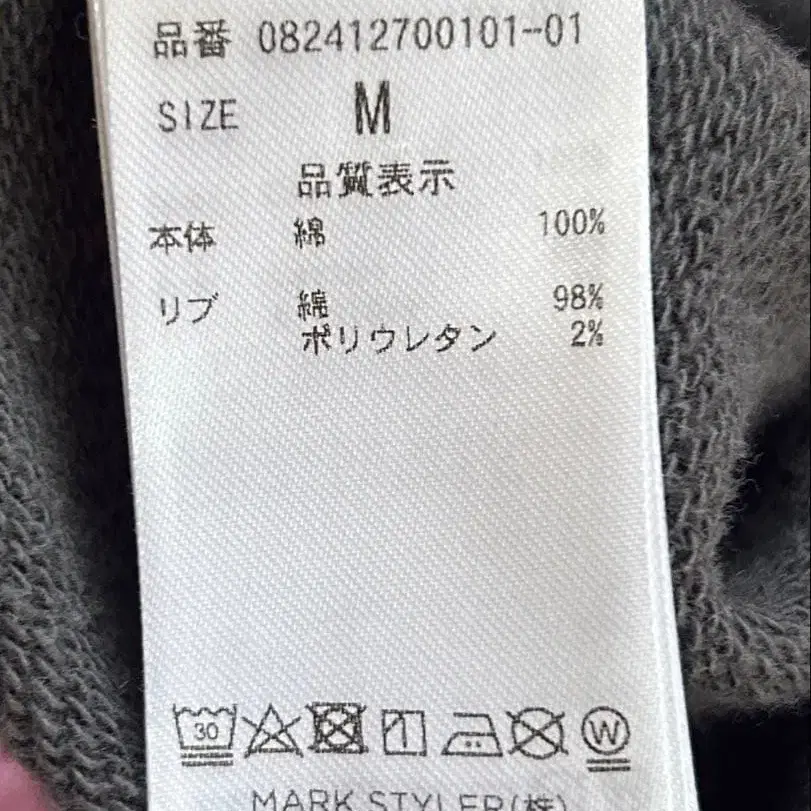 品番 082412700101-01
SIZE M
品質表示
本体 綿 100%
リブ 綿 98%
ポリウレタン 2%
30 W
MARK STYLER(株)